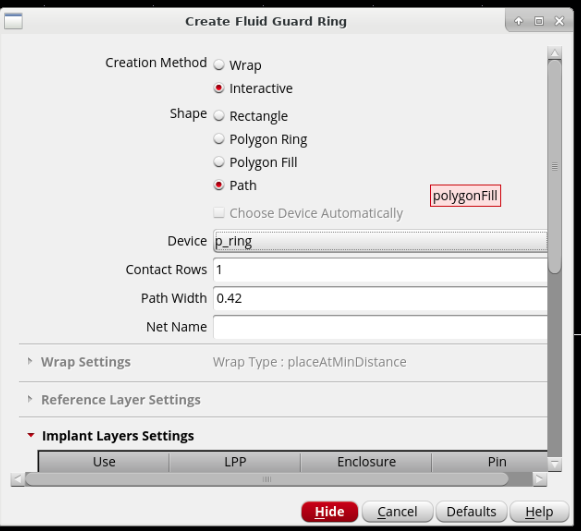 Create Fluid Guard Ring
Creation Method Wrap
Interactive
Shape Rectangle
Polygon Ring
Polygon Fill
Path
polygonFill
Choose Device Automatically
Device p_ring
Contact Rows 1
Path Width 0.42
Net Name
Wrap Settings Wrap Type : placeAtMinDistance
Reference Layer Settings
Implant Layers Settings
Use LPP Enclosure Pin
Hide Cancel Defaults Help